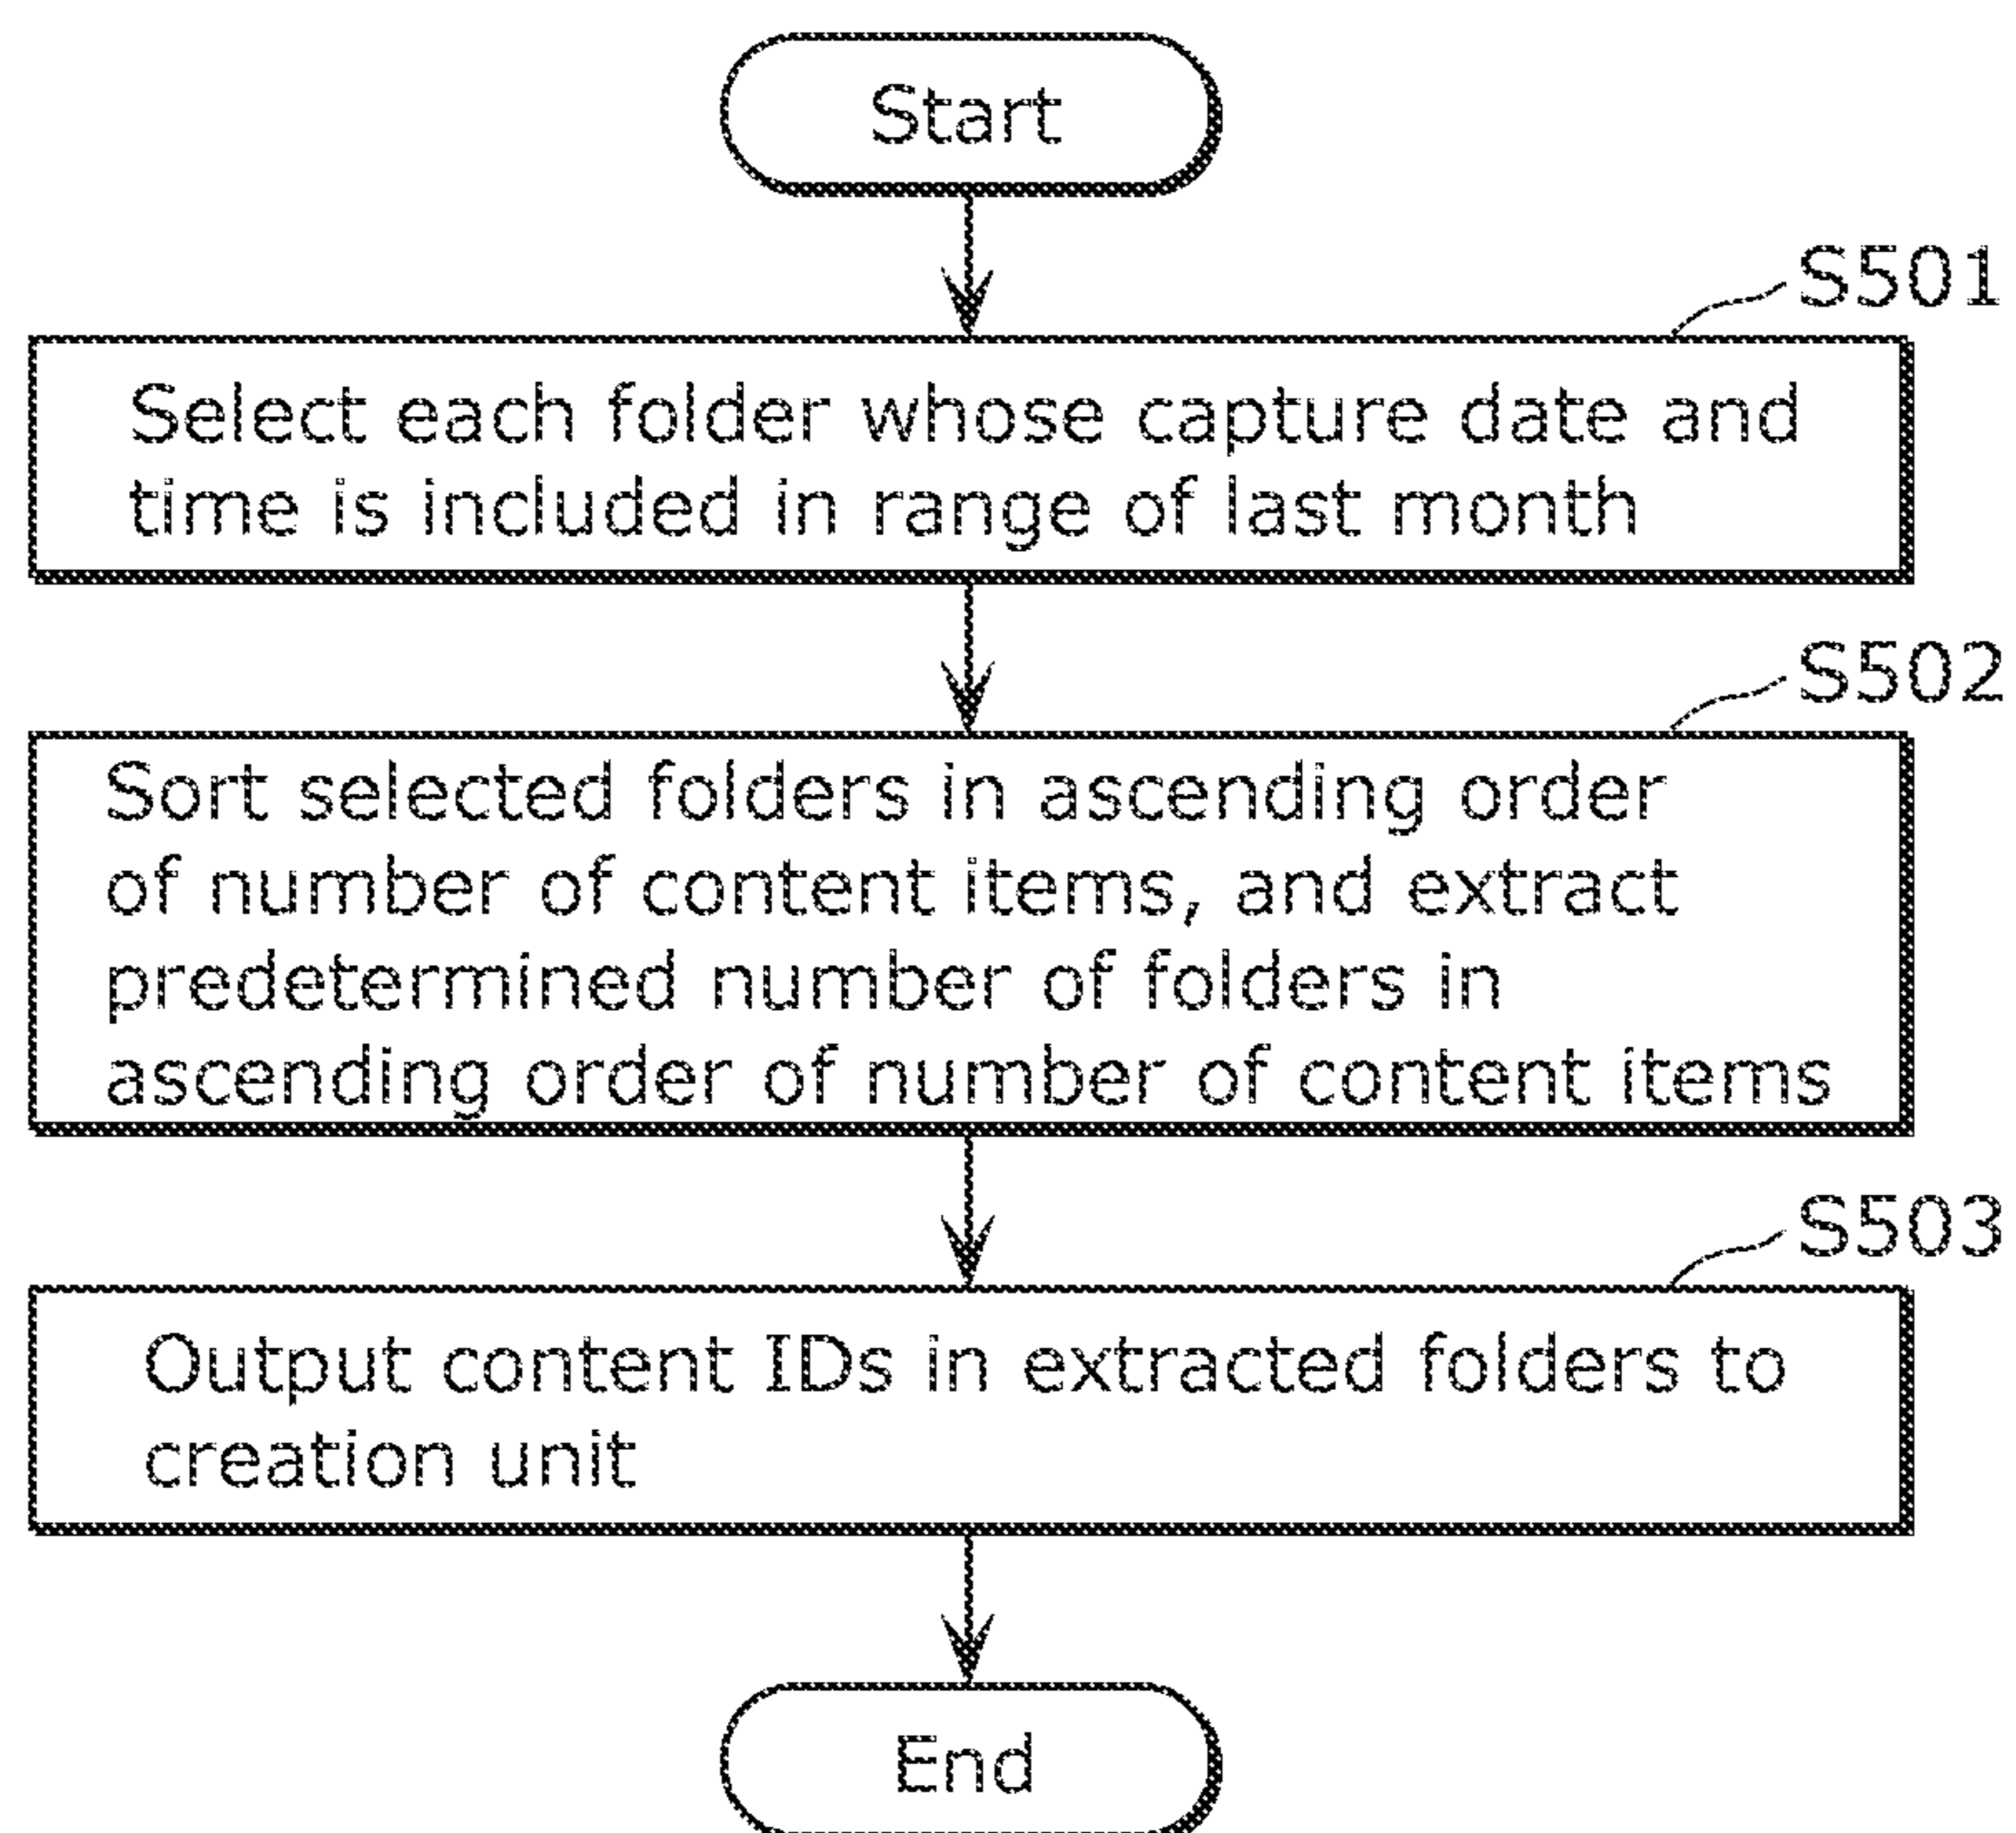 Start
S501
Select each folder whose capture date and
time is included in range of last month
S502
Sort selected folders in ascending order
of number of content items, and extract
predetermined number of folders in
ascending order of number of content items
S503
Output content IDs in extracted folders to
creation unit
End